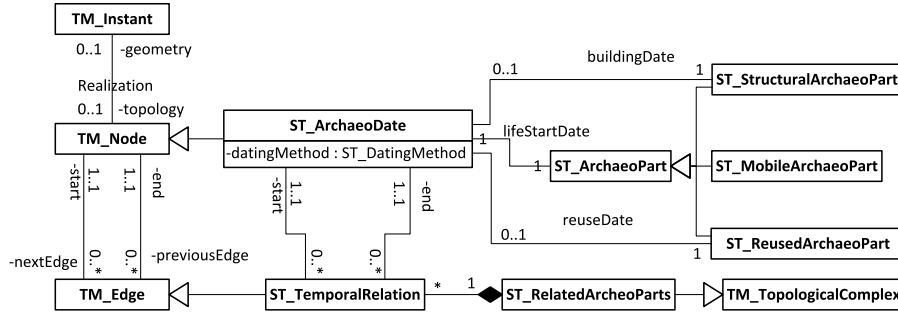 TM_Instant
0..1
-geometry
Realization
0..1
-topology
TM_Node
ST_ArchaeoDate
-datingMethod : ST_DatingMethod
0..1
buildingDate
1
ST_StructuralArchaeoPart
1
lifeStartDate
1
ST_ArchaeoPart
ST_MobileArchaeoPart
reuseDate
0..1
1
ST_ReusedArchaeoPart
-start
1..1
1..1
-end
-start
1..1
1..1
-end
-nextEdge
0..*
0..*
-previousEdge
0..*
0..*
TM_Edge
ST_TemporalRelation
*
1
ST_RelatedArcheoParts
TM_TopologicalComplex